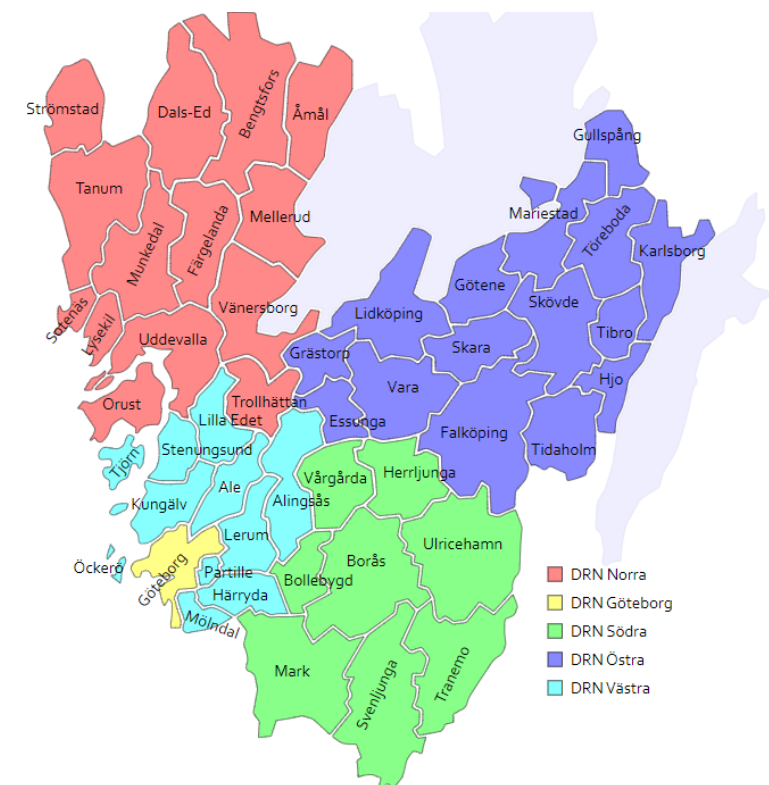 Strömstad
Dals-Ed
Bengtsfors
Åmål
Gullspång
Tanum
Munkedal
Färgelanda
Mellerud
Mariestad
Töreboda
Karlsborg
Götene
Skövde
Sotenäs
Lysekil
Uddevalla
Vänersborg
Lidköping
Tibro
Grästorp
Skara
Hjo
Orust
Trollhättan
Vara
Lilla Edet
Essunga
Falköping
Tidaholm
Tjörn
Stenungsund
Vårgårda
Herrljunga
Kungälv
Ale
Alingsås
Lerum
Ulricehamn
Öckerö
Göteborg
Partille
Bollebygd
Borås
Härryda
Mölndal
Mark
Svenljunga
Tranemo
DRN Norra
DRN Göteborg
DRN Södra
DRN Östra
DRN Västra